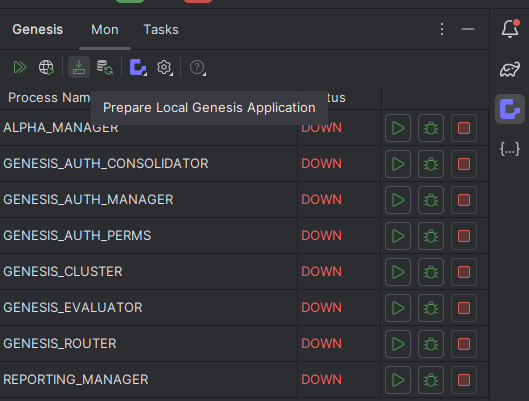 Genesis Mon Tasks
Process Nam
Prepare Local Genesis Application
tus
ALPHA_MANAGER DOWN
GENESIS_AUTH_CONSOLIDATOR DOWN
GENESIS_AUTH_MANAGER DOWN
GENESIS_AUTH_PERMS DOWN
GENESIS_CLUSTER DOWN
GENESIS_EVALUATOR DOWN
GENESIS_ROUTER DOWN
REPORTING_MANAGER DOWN